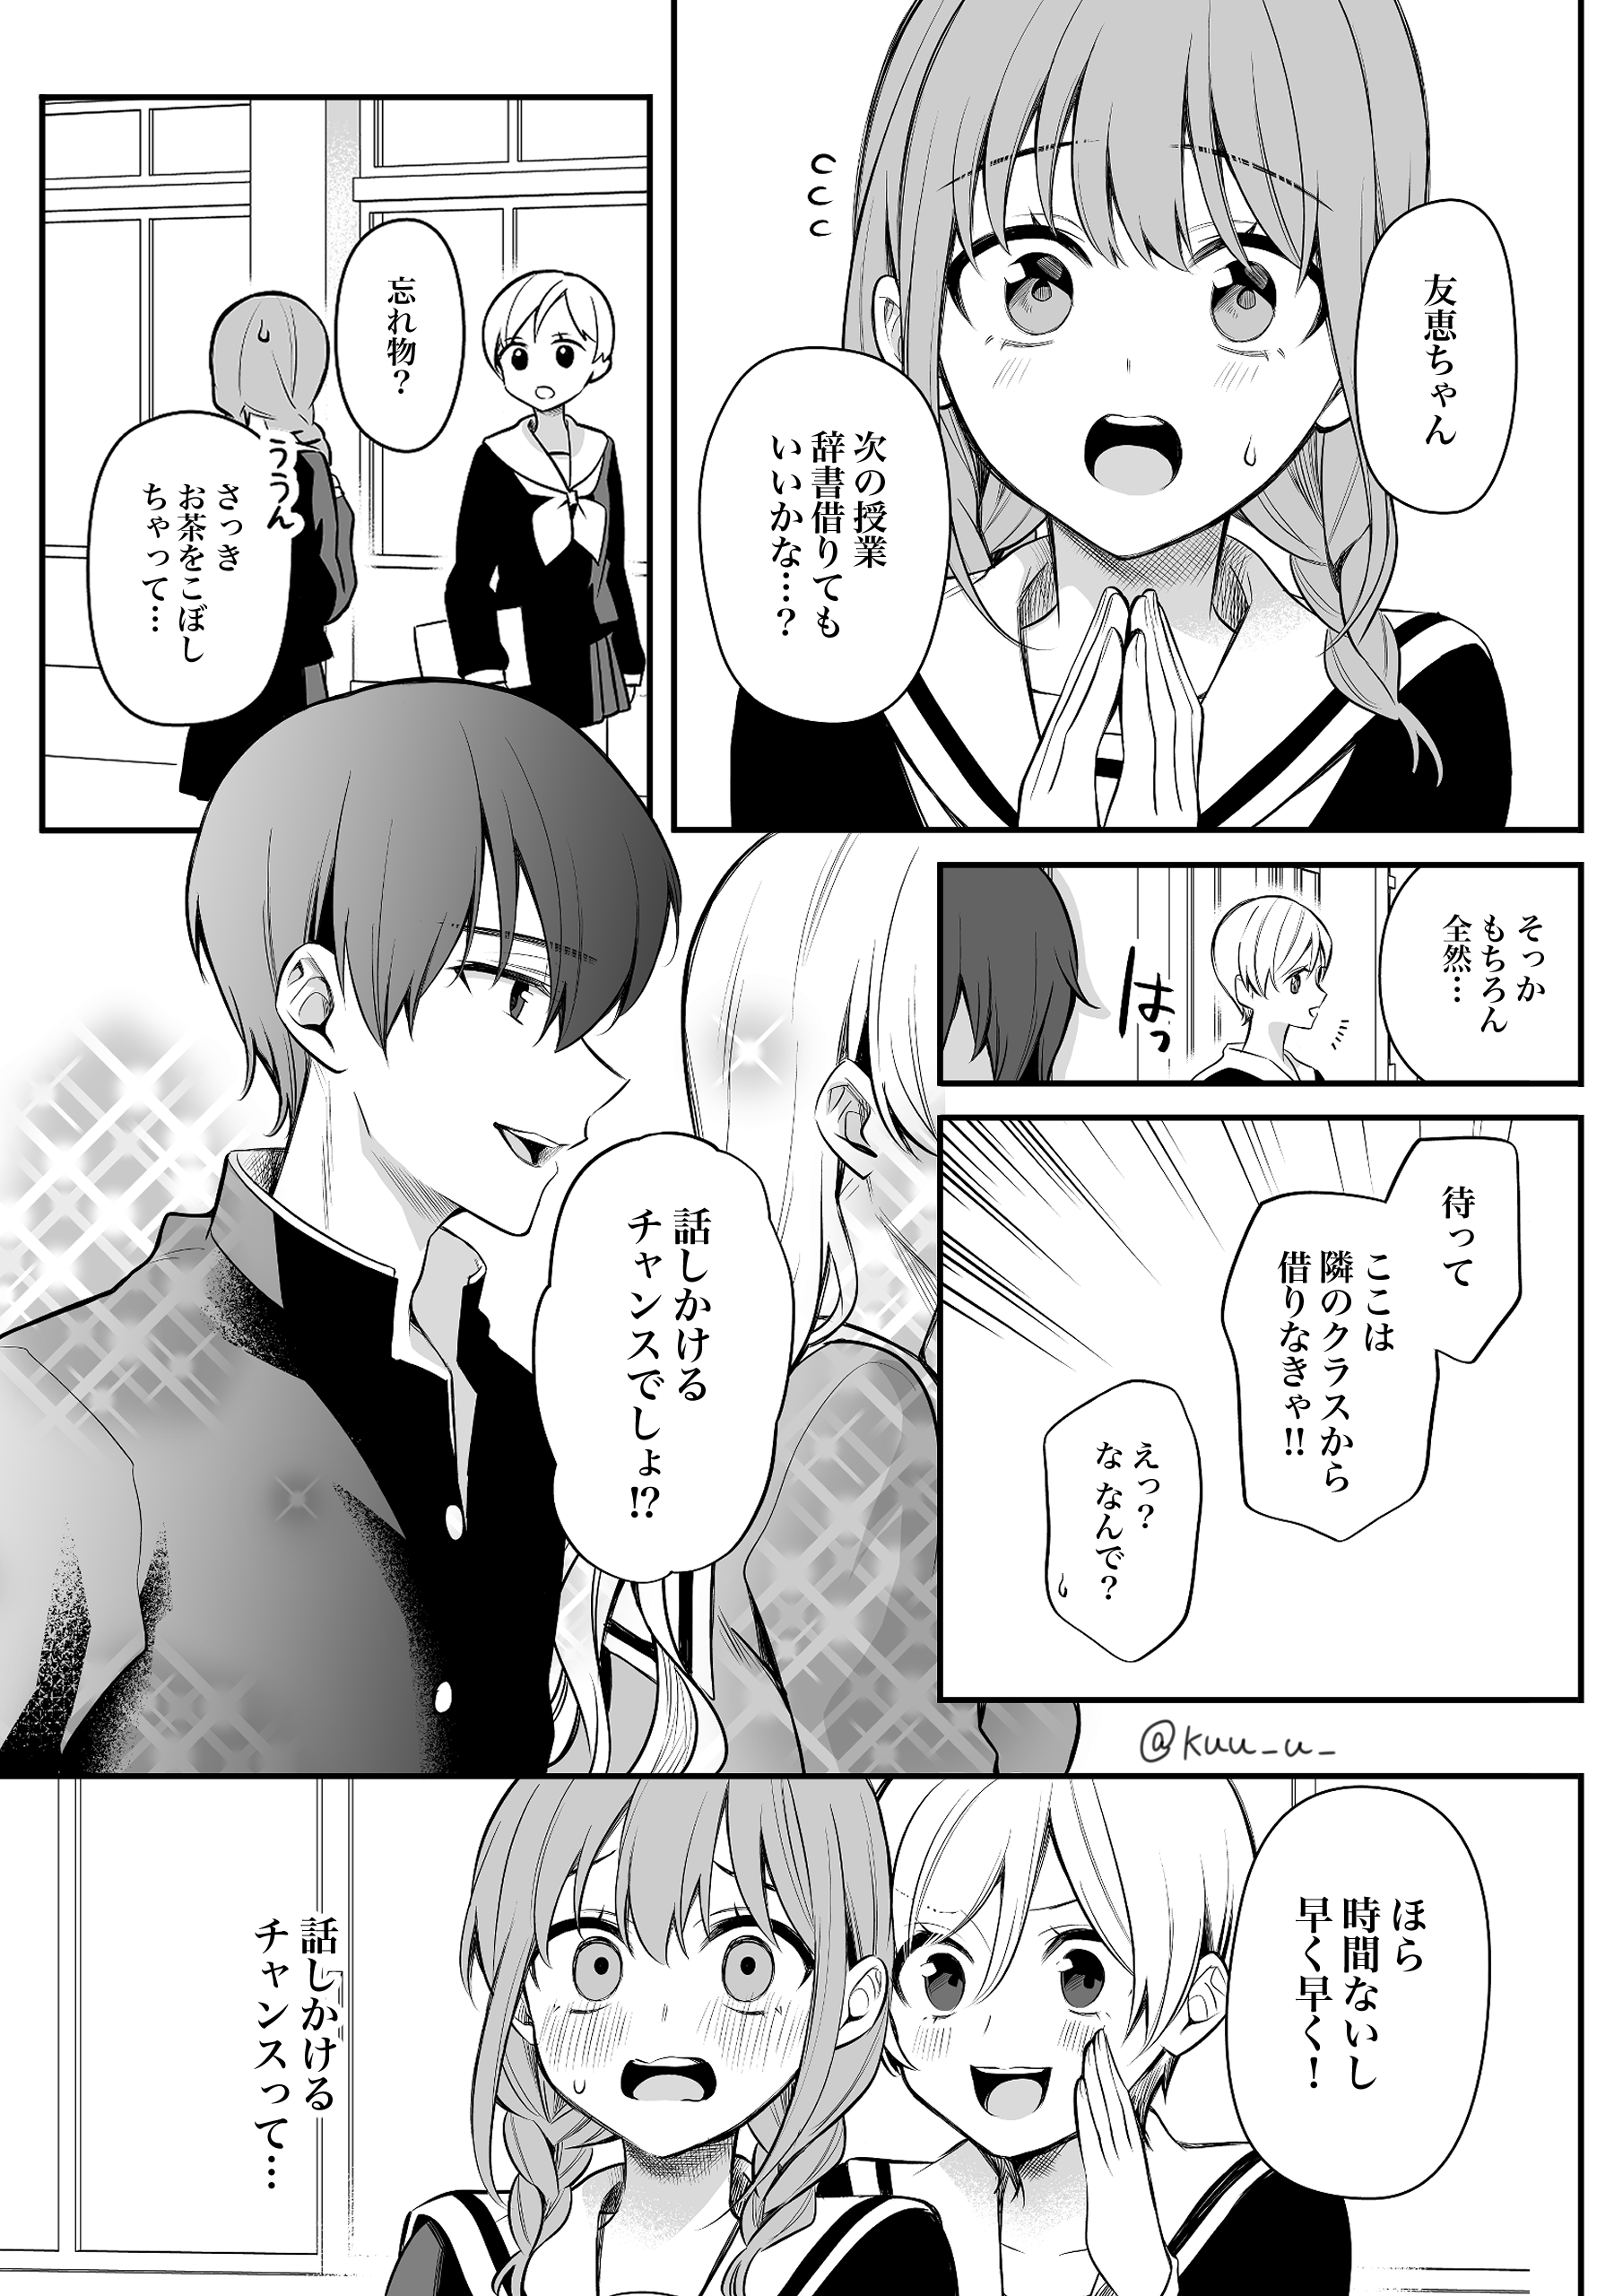 友恵ちゃん
次の授業
辞書借りても
いいかな…?
忘れ物?
ううん
さっき
お茶をこぼし
ちゃって…
そっか
もちろん
全然…
はっ
待って
ここは
隣のクラスから
借りなきゃ!!
えっ?
な なんで?
話しかける
チャンスでしょ!?
@kuu_u_
ほら
時間ないし
早く早く!
話しかける
チャンスって…